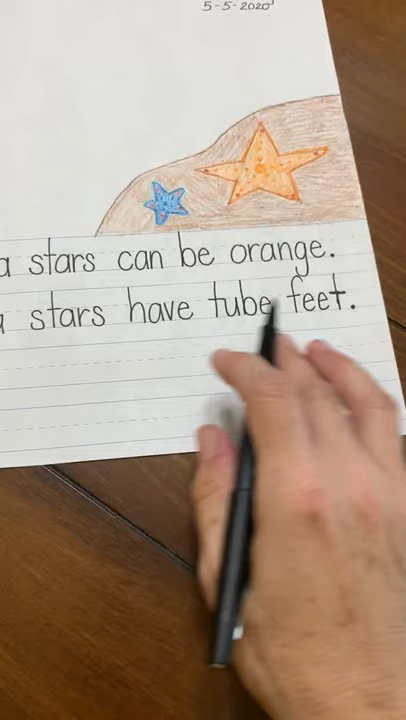 5-5-2020
a stars can be orange.
stars have tube feet.